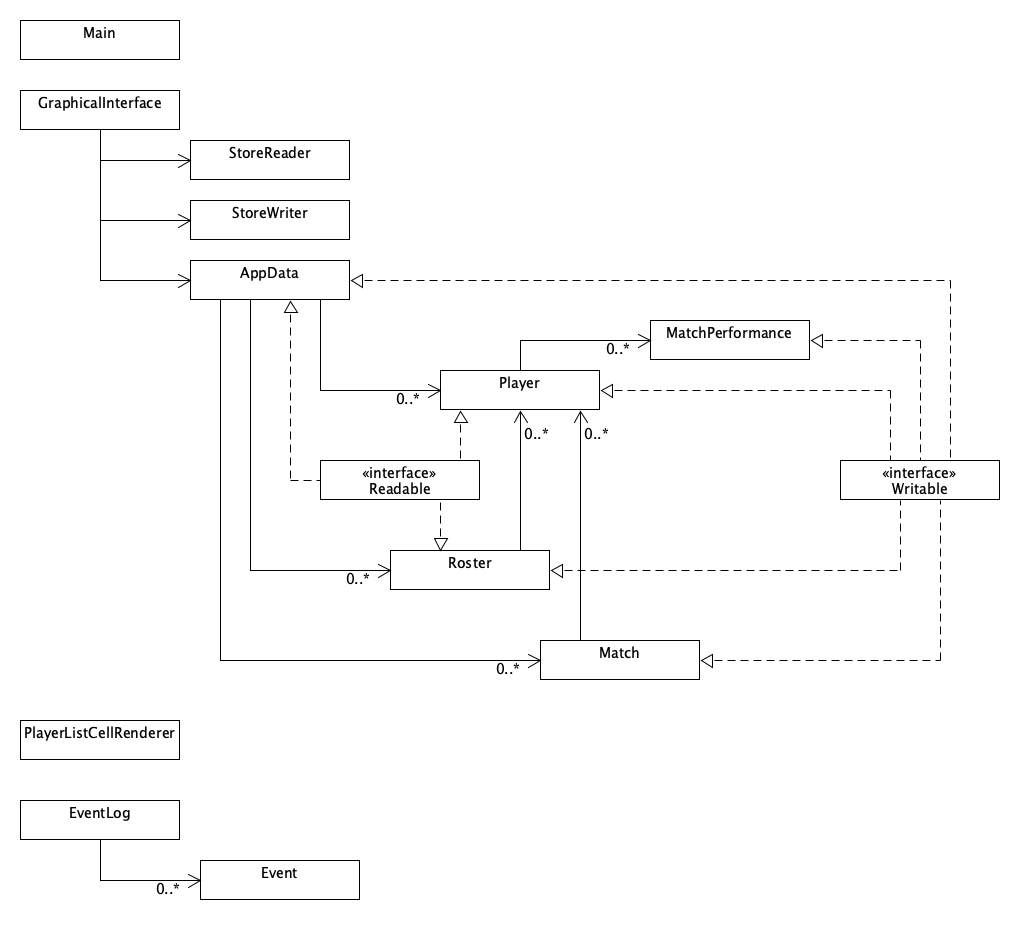 Main
GraphicalInterface
StoreReader
StoreWriter
AppData
MatchPerformance
0..*
Player
0..*
0..*
0..*
«interface»
Readable
«interface»
Writable
Roster
0..*
Match
0..*
PlayerListCellRenderer
EventLog
Event
0..*